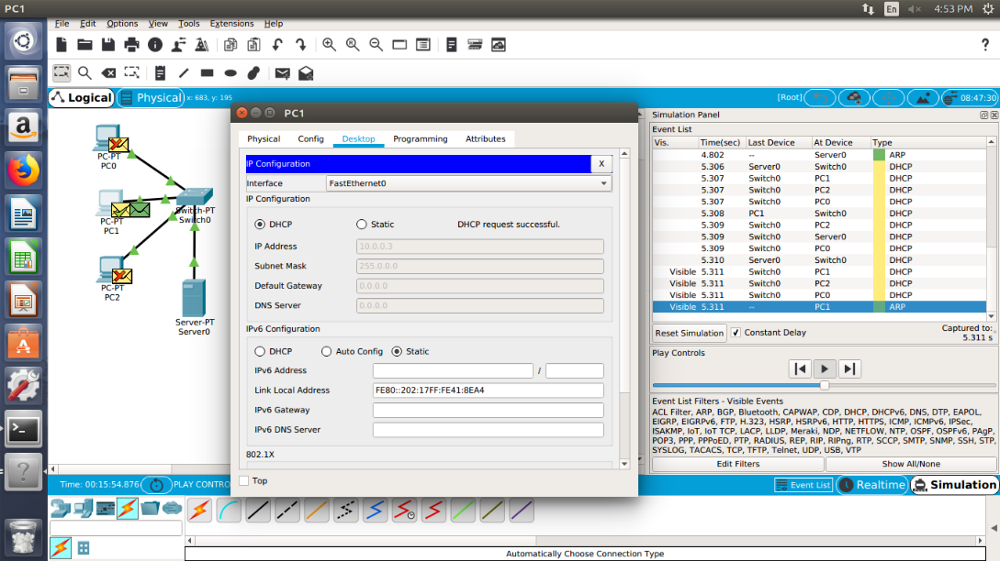 PC1
En
4:53 PM
File Edit Options View Tools Extensions Help
?
Logical
Physical
x: 683, y: 195
[Root]
08:47:30
PC-PT
PC0
PC-PT
PC1
PC-PT
PC2
Switch-PT
Switch0
Server-PT
Server0
PC1
Physical Config Desktop Programming Attributes
IP Configuration X
Interface FastEthernet0
IP Configuration
DHCP Static DHCP request successful.
IP Address 10.0.0.3
Subnet Mask 255.0.0.0
Default Gateway 0.0.0.0
DNS Server 0.0.0.0
IPv6 Configuration
DHCP Auto Config Static
IPv6 Address /
Link Local Address FE80::202:17FF:FE41:8EA4
IPv6 Gateway
IPv6 DNS Server
802.1X
Top
Simulation Panel
Event List
Vis. Time(sec) Last Device At Device Type
4.802 -- Server0 ARP
5.306 Server0 Switch0 DHCP
5.307 Switch0 PC1 DHCP
5.307 Switch0 PC2 DHCP
5.307 Switch0 PC0 DHCP
5.308 PC1 Switch0 DHCP
5.309 Switch0 PC2 DHCP
5.309 Switch0 Server0 DHCP
5.309 Switch0 PC0 DHCP
5.310 Server0 Switch0 DHCP
Visible 5.311 Switch0 PC1 DHCP
Visible 5.311 Switch0 PC2 DHCP
Visible 5.311 Switch0 PC0 DHCP
Visible 5.311 -- PC1 ARP
Reset Simulation Constant Delay
Captured to:
5.311 s
Play Controls
Event List Filters - Visible Events
ACL Filter, ARP, BGP, Bluetooth, CAPWAP, CDP, DHCP, DHCPv6, DNS, DTP, EAPOL,
EIGRP, EIGRPv6, FTP, H.323, HSRP, HSRPv6, HTTP, HTTPS, ICMP, ICMPv6, IPSec,
ISAKMP, IoT, IoT TCP, LACP, LLDP, Meraki, NDP, NETFLOW, NTP, OSPF, OSPFv6, PAgP,
POP3, PPP, PPPoED, PTP, RADIUS, REP, RIP, RIPng, RTP, SCCP, SMTP, SNMP, SSH, STP,
SYSLOG, TACACS, TCP, TFTP, Telnet, UDP, USB, VTP
Edit Filters Show All/None
Time: 00:15:54.876
PLAY CONTRO
Event List Realtime Simulation
Automatically Choose Connection Type